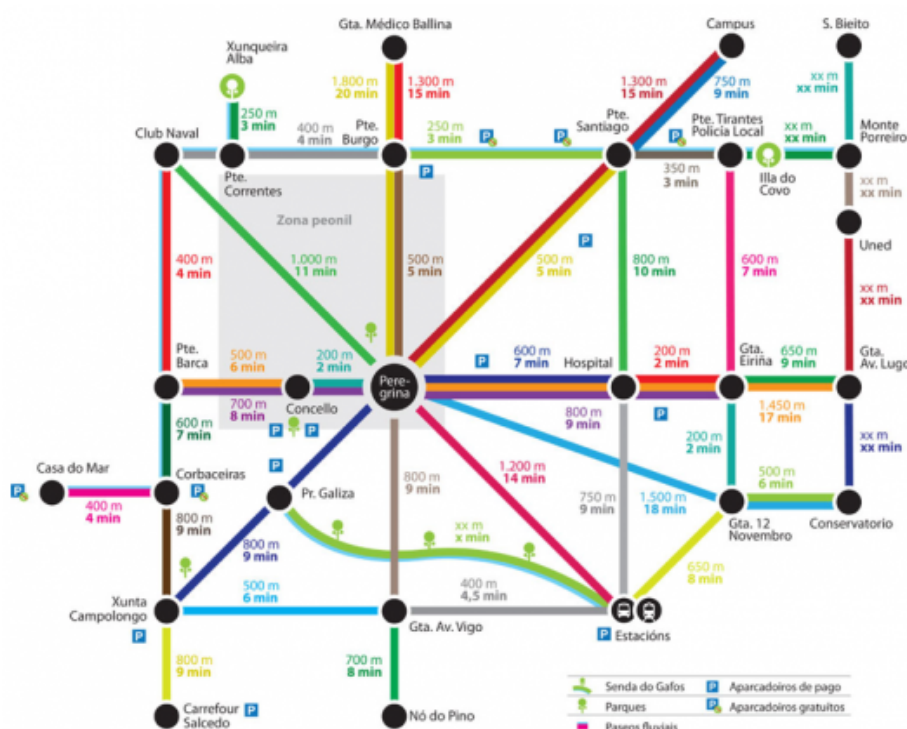 Gta. Médico Ballina
Campus
S. Bieito
Xunqueira
Alba
1.800 m
20 min
1.300 m
15 min
1.300 m
15 min
750 m
9 min
xx m
xx min
250 m
3 min
Club Naval
400 m
4 min
Pte.
Burgo
250 m
3 min
Pte.
Santiago
Pte. Tirantes
Policía Local
xx m
xx min
Monte
Porreiro
Pte.
Correntes
350 m
3 min
Illa do
Covo
xx m
xx min
Zona peonil
Uned
400 m
4 min
1.000 m
11 min
500 m
5 min
500 m
5 min
800 m
10 min
600 m
7 min
xx m
xx min
Pte.
Barca
500 m
6 min
200 m
2 min
Pere-
grina
600 m
7 min
Hospital
200 m
2 min
Gta.
Eiriña
650 m
9 min
Gta.
Av. Lugo
700 m
8 min
Concello
800 m
9 min
1.450 m
17 min
600 m
7 min
200 m
2 min
xx m
xx min
Casa do Mar
Corbaceiras
Pr. Galiza
800 m
9 min
1.200 m
14 min
750 m
9 min
1.500 m
18 min
500 m
6 min
400 m
4 min
Gta. 12
Novembro
Conservatorio
800 m
9 min
800 m
9 min
xx m
x min
650 m
8 min
Xunta
Campolongo
500 m
6 min
Gta. Av. Vigo
400 m
4,5 min
Estacións
800 m
9 min
700 m
8 min
Carrefour
Salcedo
Nó do Pino
Senda do Gafos
Parques
Paseos fluviais
P Aparcadoiros de pago
P Aparcadoiros gratuítos